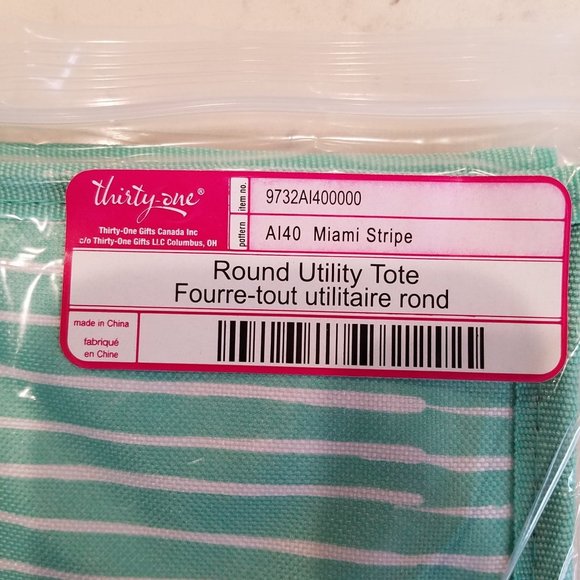 thirty-one®
Thirty-One Gifts Canada Inc
c/o Thirty-One Gifts LLC Columbus, OH
item no.
9732AI400000
pattern
AI40 Miami Stripe
Round Utility Tote
Fourre-tout utilitaire rond
made in China
fabriqué
en Chine